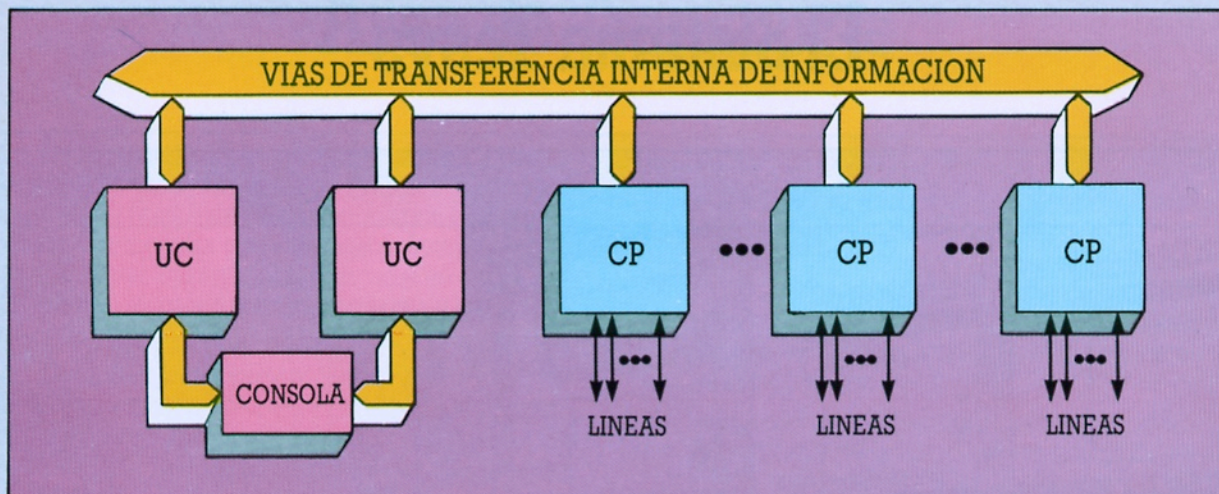 VIAS DE TRANSFERENCIA INTERNA DE INFORMACION
UC
UC
CP
CP
CP
CONSOLA
LINEAS
LINEAS
LINEAS